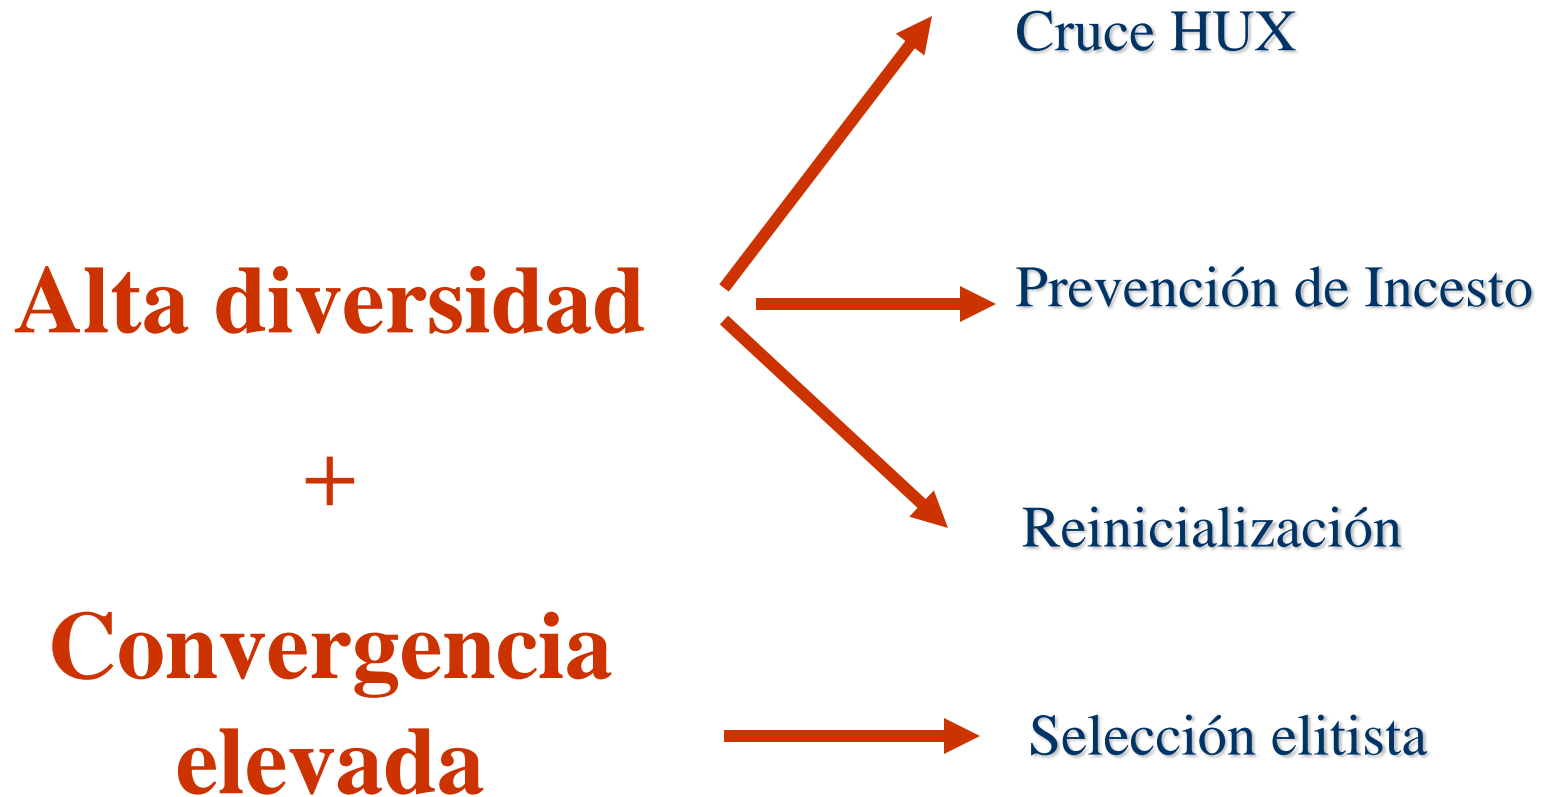 Cruce HUX
Alta diversidad
Prevención de Incesto
+
Reinicialización
Convergencia
elevada
Selección elitista